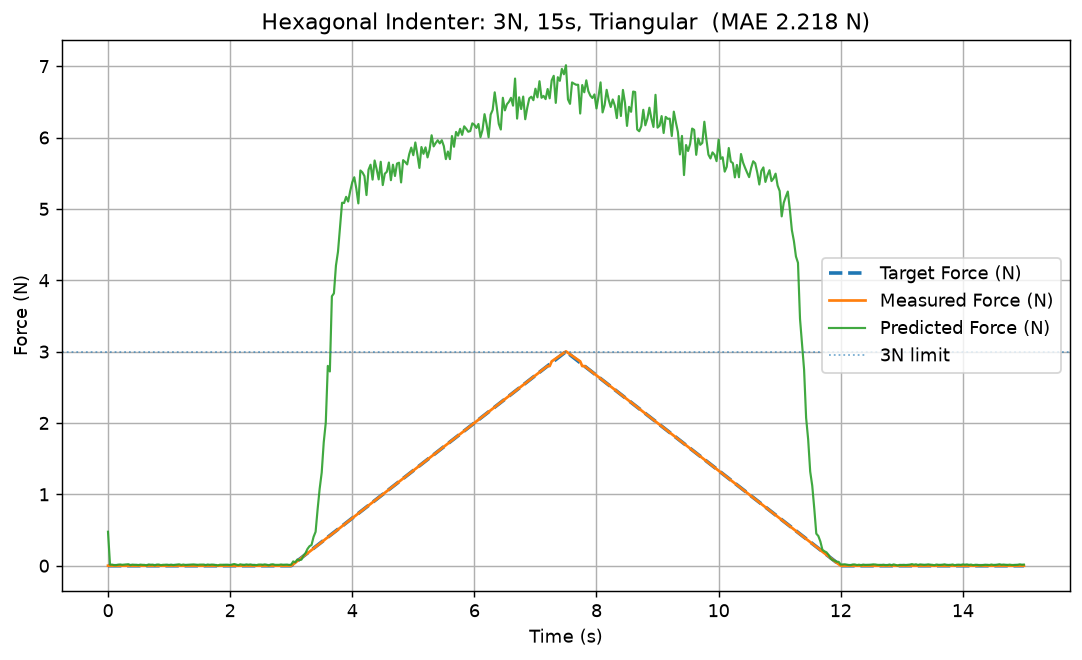 Hexagonal Indenter: 3N, 15s, Triangular  (MAE 2.218 N)
Force (N)
7
6
5
4
3
2
1
0
Target Force (N)
Measured Force (N)
Predicted Force (N)
3N limit
0 2 4 6 8 10 12 14
Time (s)